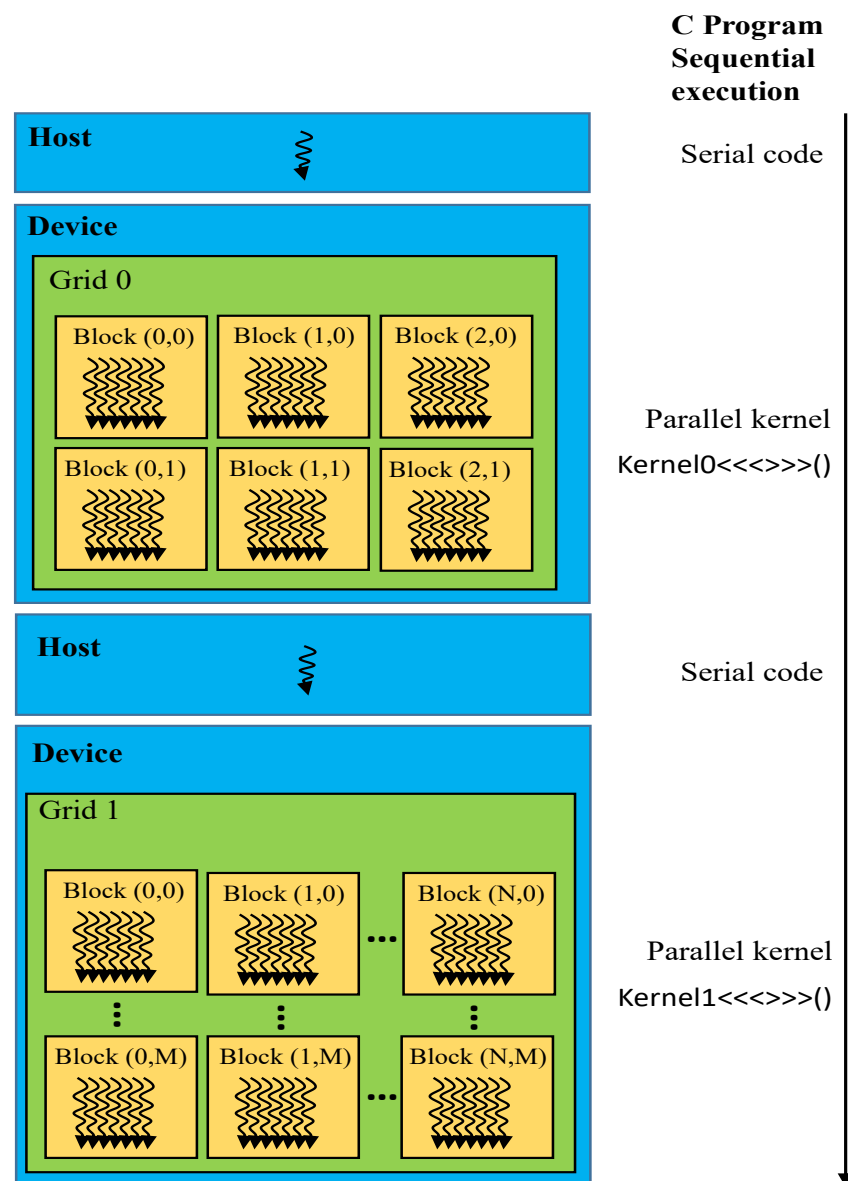 C Program
Sequential
execution
Host
Serial code
Device
Grid 0
Block (0,0)
Block (1,0)
Block (2,0)
Parallel kernel
Kernel0<<<>>>()
Block (0,1)
Block (1,1)
Block (2,1)
Host
Serial code
Device
Grid 1
Block (0,0)
Block (1,0)
...
Block (N,0)
Parallel kernel
Kernel1<<<>>>()
Block (0,M)
Block (1,M)
...
Block (N,M)